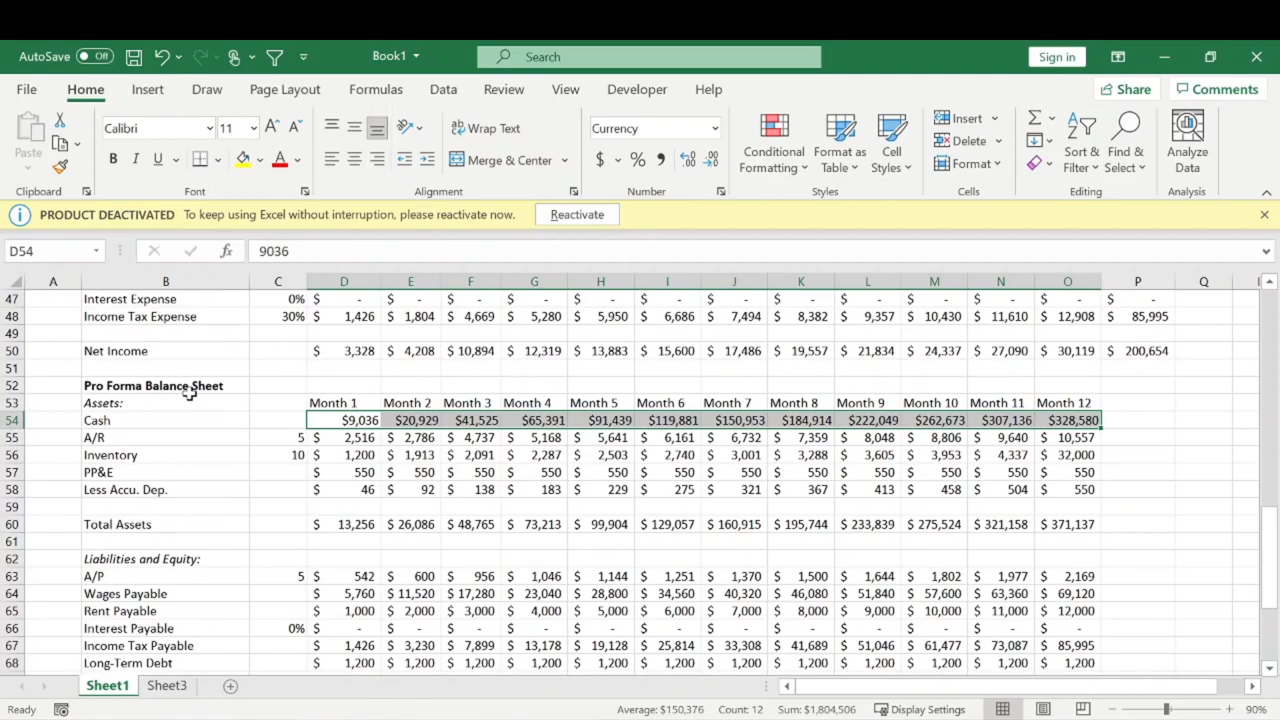 AutoSave Off Book1 Search Sign in
File Home Insert Draw Page Layout Formulas Data Review View Developer Help Share Comments
Paste Calibri 11 Wrap Text Currency Conditional Formatting Format as Table Cell Styles Insert Sort & Filter Find & Select Analyze Data
B I U A Merge & Center $ % , Delete Format
Clipboard Font Alignment Number Styles Cells Editing Analysis
PRODUCT DEACTIVATED To keep using Excel without interruption, please reactivate now. Reactivate
D54 fx 9036
A B C D E F G H I J K L M N O P Q
47 Interest Expense 0% $ - $ - $ - $ - $ - $ - $ - $ - $ - $ - $ - $ - $ -
48 Income Tax Expense 30% $ 1,426 $ 1,804 $ 4,669 $ 5,280 $ 5,950 $ 6,686 $ 7,494 $ 8,382 $ 9,357 $ 10,430 $ 11,610 $ 12,908 $ 85,995
49
50 Net Income $ 3,328 $ 4,208 $ 10,894 $ 12,319 $ 13,883 $ 15,600 $ 17,486 $ 19,557 $ 21,834 $ 24,337 $ 27,090 $ 30,119 $ 200,654
51
52 Pro Forma Balance Sheet
53 Assets: Month 1 Month 2 Month 3 Month 4 Month 5 Month 6 Month 7 Month 8 Month 9 Month 10 Month 11 Month 12
54 Cash $9,036 $20,929 $41,525 $65,391 $91,439 $119,881 $150,953 $184,914 $222,049 $262,673 $307,136 $328,580
55 A/R 5 $ 2,516 $ 2,786 $ 4,737 $ 5,168 $ 5,641 $ 6,161 $ 6,732 $ 7,359 $ 8,048 $ 8,806 $ 9,640 $ 10,557
56 Inventory 10 $ 1,200 $ 1,913 $ 2,091 $ 2,287 $ 2,503 $ 2,740 $ 3,001 $ 3,288 $ 3,605 $ 3,953 $ 4,337 $ 32,000
57 PP&E $ 550 $ 550 $ 550 $ 550 $ 550 $ 550 $ 550 $ 550 $ 550 $ 550 $ 550 $ 550
58 Less Accu. Dep. $ 46 $ 92 $ 138 $ 183 $ 229 $ 275 $ 321 $ 367 $ 413 $ 458 $ 504 $ 550
59
60 Total Assets $ 13,256 $ 26,086 $ 48,765 $ 73,213 $ 99,904 $ 129,057 $ 160,915 $ 195,744 $ 233,839 $ 275,524 $ 321,158 $ 371,137
61
62 Liabilities and Equity:
63 A/P 5 $ 542 $ 600 $ 956 $ 1,046 $ 1,144 $ 1,251 $ 1,370 $ 1,500 $ 1,644 $ 1,802 $ 1,977 $ 2,169
64 Wages Payable $ 5,760 $ 11,520 $ 17,280 $ 23,040 $ 28,800 $ 34,560 $ 40,320 $ 46,080 $ 51,840 $ 57,600 $ 63,360 $ 69,120
65 Rent Payable $ 1,000 $ 2,000 $ 3,000 $ 4,000 $ 5,000 $ 6,000 $ 7,000 $ 8,000 $ 9,000 $ 10,000 $ 11,000 $ 12,000
66 Interest Payable 0% $ - $ - $ - $ - $ - $ - $ - $ - $ - $ - $ - $ -
67 Income Tax Payable $ 1,426 $ 3,230 $ 7,899 $ 13,178 $ 19,128 $ 25,814 $ 33,308 $ 41,689 $ 51,046 $ 61,477 $ 73,087 $ 85,995
68 Long-Term Debt $ 1,200 $ 1,200 $ 1,200 $ 1,200 $ 1,200 $ 1,200 $ 1,200 $ 1,200 $ 1,200 $ 1,200 $ 1,200 $ 1,200
Sheet1 Sheet3
Ready Average: $150,376 Count: 12 Sum: $1,804,506 Display Settings 90%